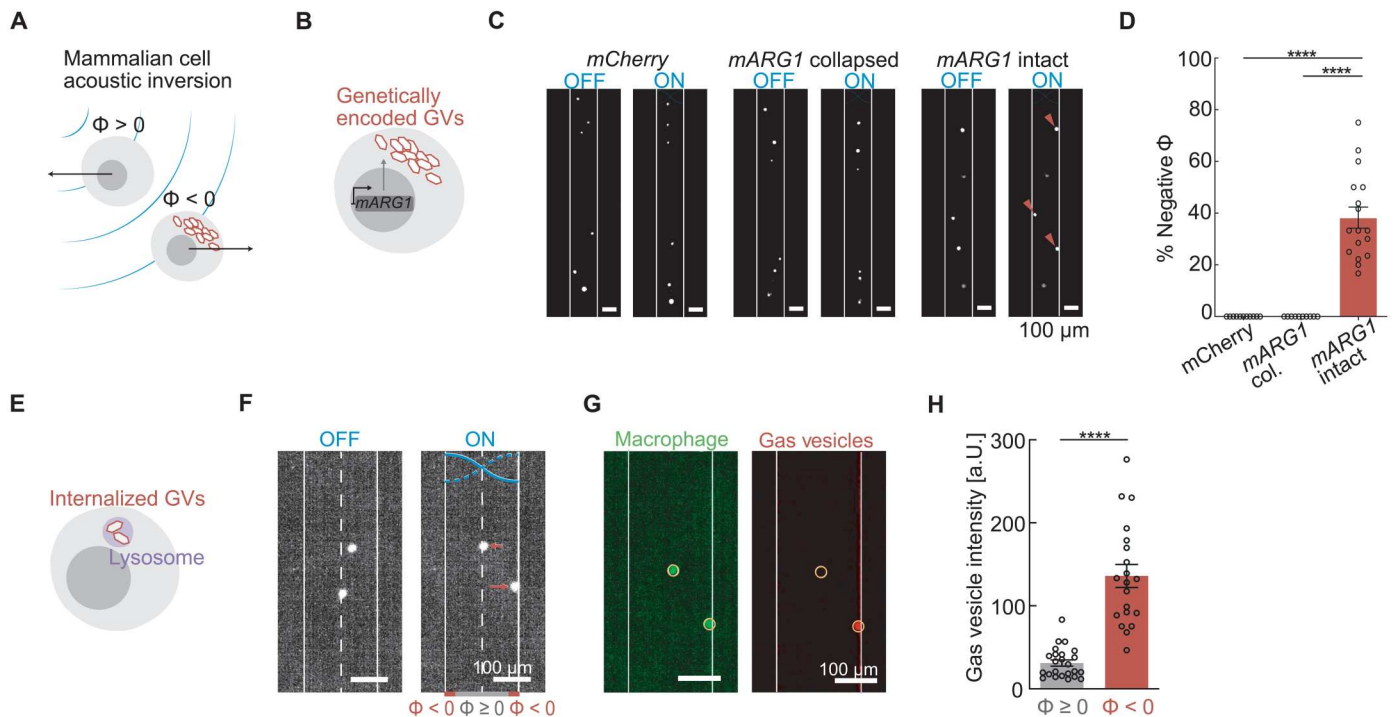 A
Mammalian cell
acoustic inversion
Φ > 0
Φ < 0
B
Genetically
encoded GVs
mARG1
C
mCherry
OFF
ON
mARG1 collapsed
OFF
ON
mARG1 intact
OFF
ON
100 µm
D
****
****
% Negative Φ
100
80
60
40
20
0
mCherry
mARG1
col.
mARG1
intact
E
Internalized GVs
Lysosome
F
OFF
ON
100 µm
Φ < 0
Φ ≥ 0
Φ < 0
G
Macrophage
Gas vesicles
100 µm
H
****
Gas vesicle intensity [a.U.]
300
200
100
0
Φ ≥ 0
Φ < 0